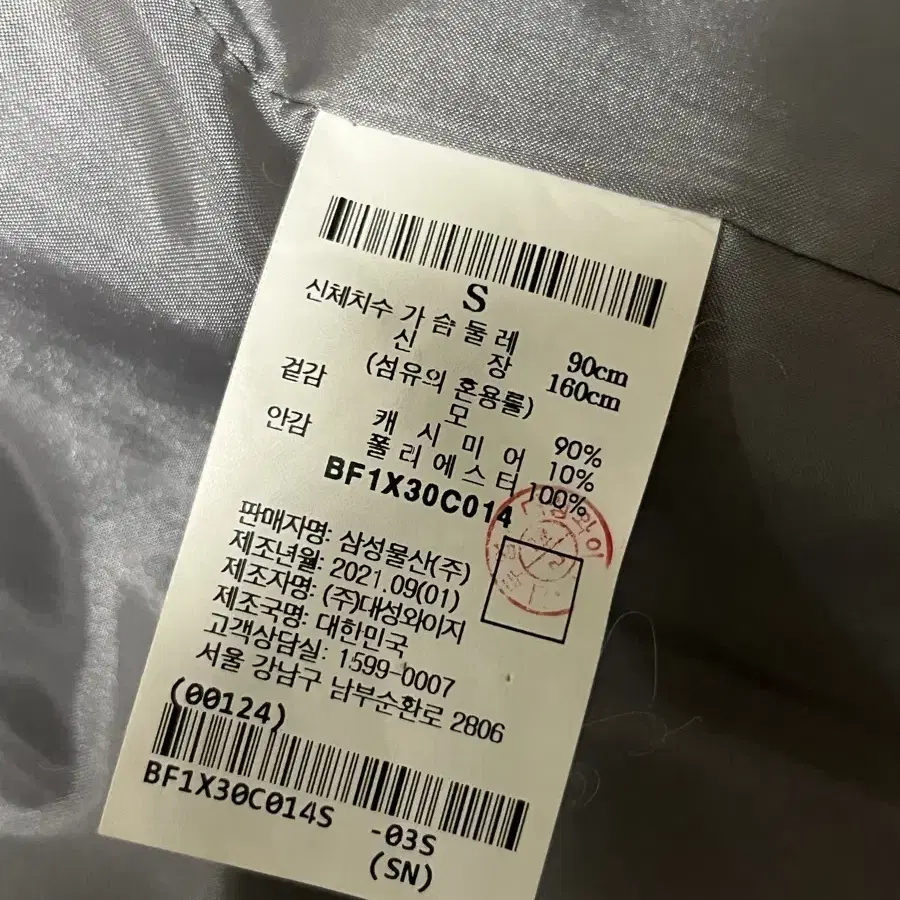 S
신체치수 가슴둘레 90cm
신장 160cm
(섬유의 혼용률)
겉감 모 90%
캐시미어 10%
안감 폴리에스터 100%
BF1X30C014
판매자명: 삼성물산(주)
제조년월: 2021.09(01)
제조자명: (주)대성와이지
제조국명: 대한민국
고객상담실: 1599-0007
서울 강남구 남부순환로 2806
(00124)
BF1X30C014S -03S
(SN)